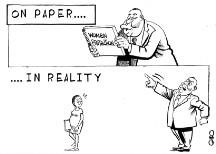 ON PAPER....
WOMEN
....IN REALITY